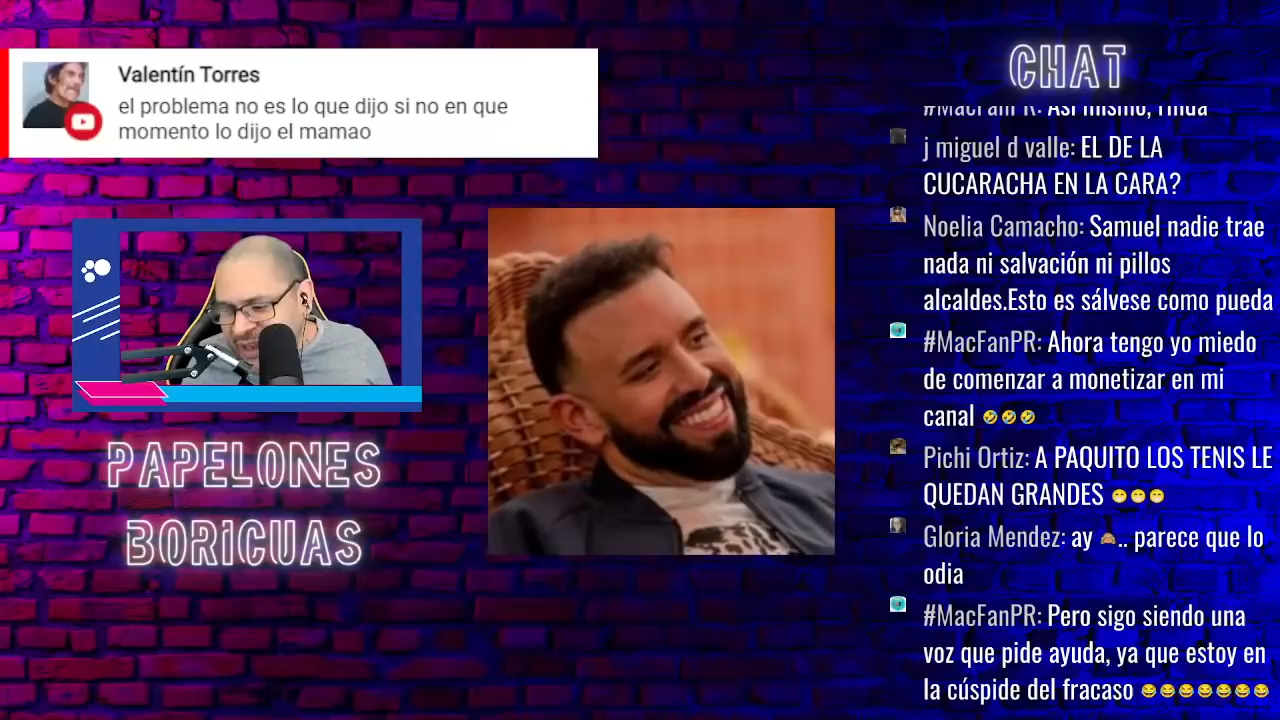 Valentín Torres
el problema no es lo que dijo si no en que
momento lo dijo el mamao
PAPELONES
BORICUAS
CHAT
#MacFanPR: Así mismo,
j miguel d valle: EL DE LA
CUCARACHA EN LA CARA?
Noelia Camacho: Samuel nadie trae
nada ni salvación ni pillos
alcaldes.Esto es sálvese como pueda
#MacFanPR: Ahora tengo yo miedo
de comenzar a monetizar en mi
canal 🤣🤣🤣
Pichi Ortiz: A PAQUITO LOS TENIS LE
QUEDAN GRANDES 😁😁😁
Gloria Mendez: ay 🙈.. parece que lo
odia
#MacFanPR: Pero sigo siendo una
voz que pide ayuda, ya que estoy en
la cúspide del fracaso 😂😂😂😂😂😂😂